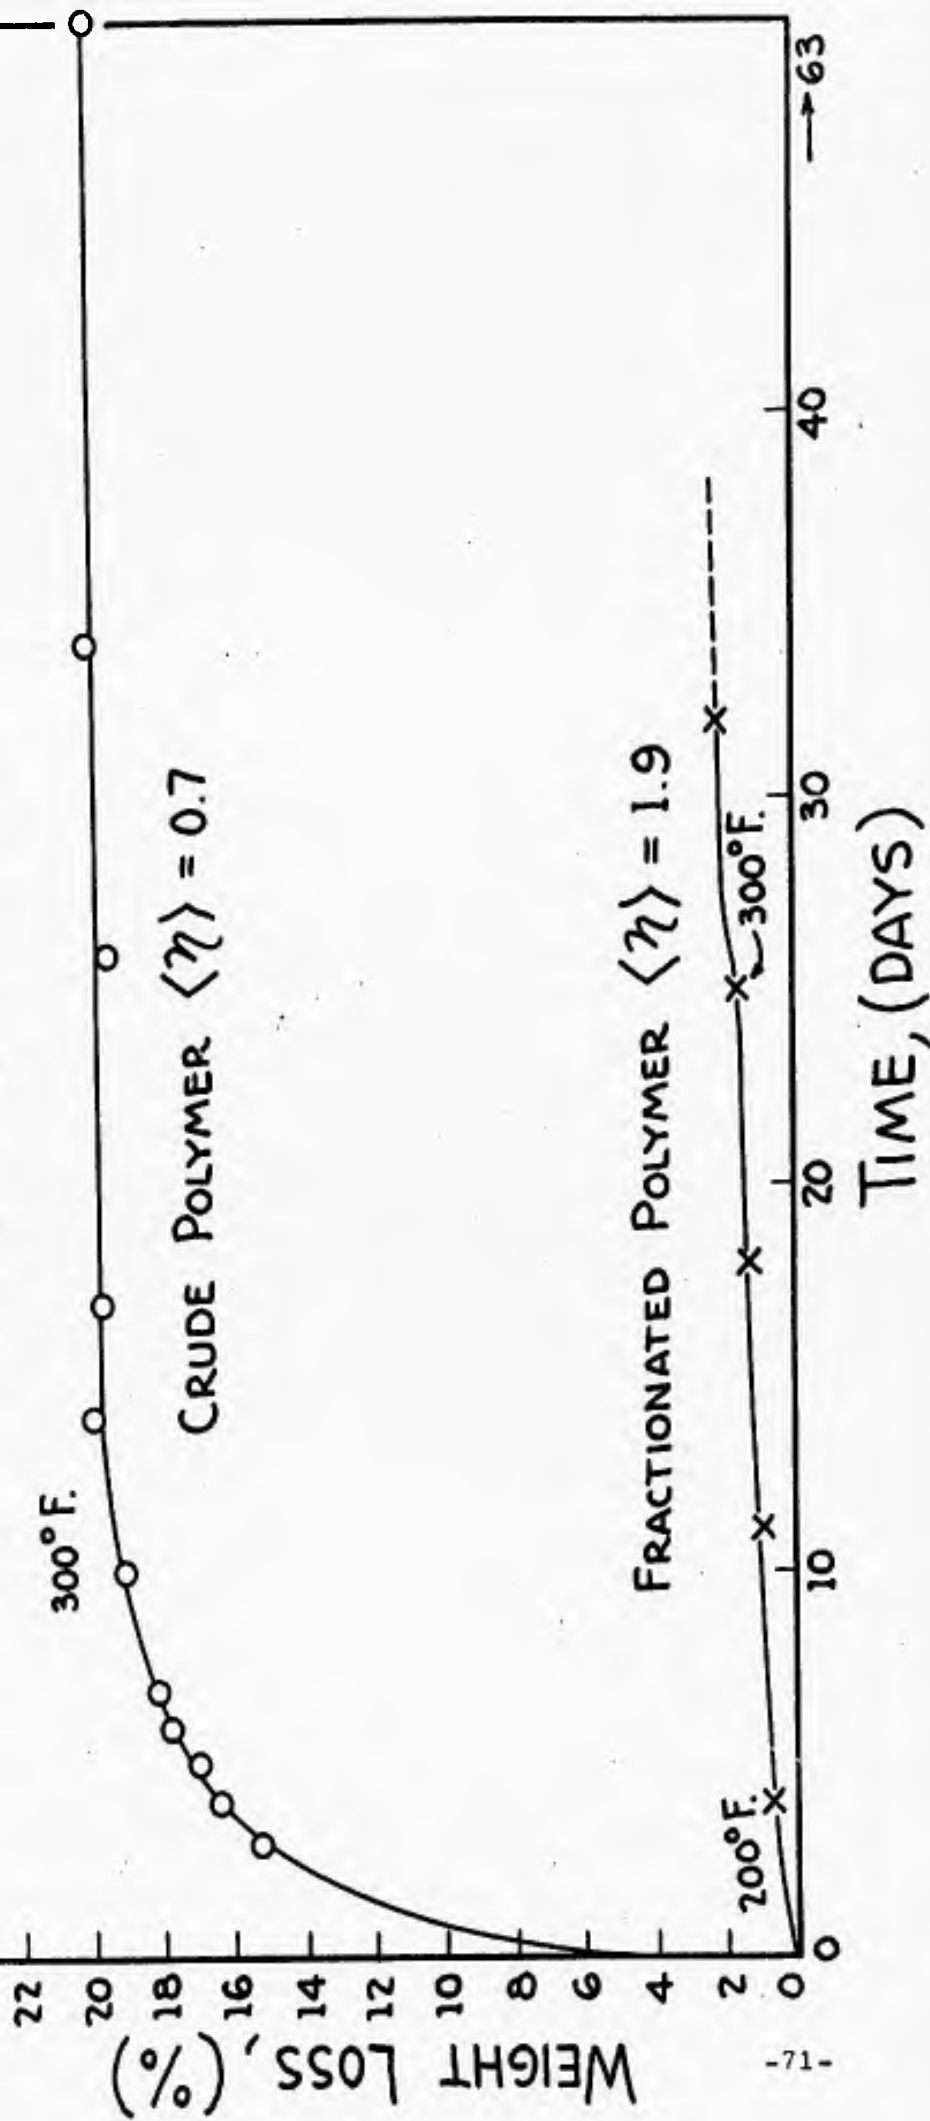 WEIGHT LOSS, (%)
22
20
18
16
14
12
10
8
6
4
2
0
300°F.
CRUDE POLYMER ⟨η⟩ = 0.7
FRACTIONATED POLYMER ⟨η⟩ = 1.9
200°F.
300°F.
0
10
20
30
40
→63
TIME, (DAYS)
-71-